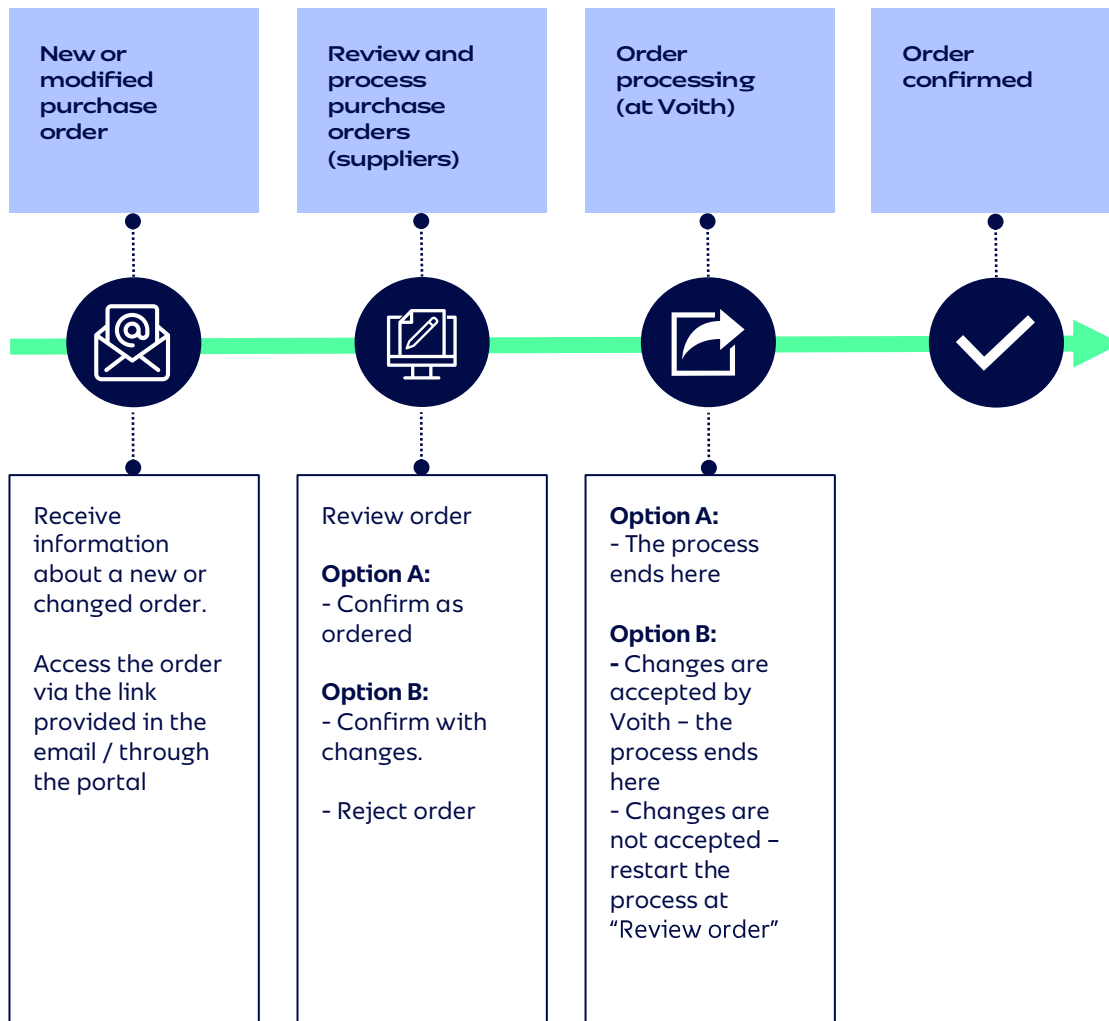 New or
modified
purchase
order
Review and
process
purchase
orders
(suppliers)
Order
processing
(at Voith)
Order
confirmed
@
Receive
information
about a new or
changed order.
Access the order
via the link
provided in the
email / through
the portal
Review order
Option A:
- Confirm as
ordered
Option B:
- Confirm with
changes.
- Reject order
Option A:
- The process
ends here
Option B:
- Changes are
accepted by
Voith – the
process ends
here
- Changes are
not accepted –
restart the
process at
“Review order”